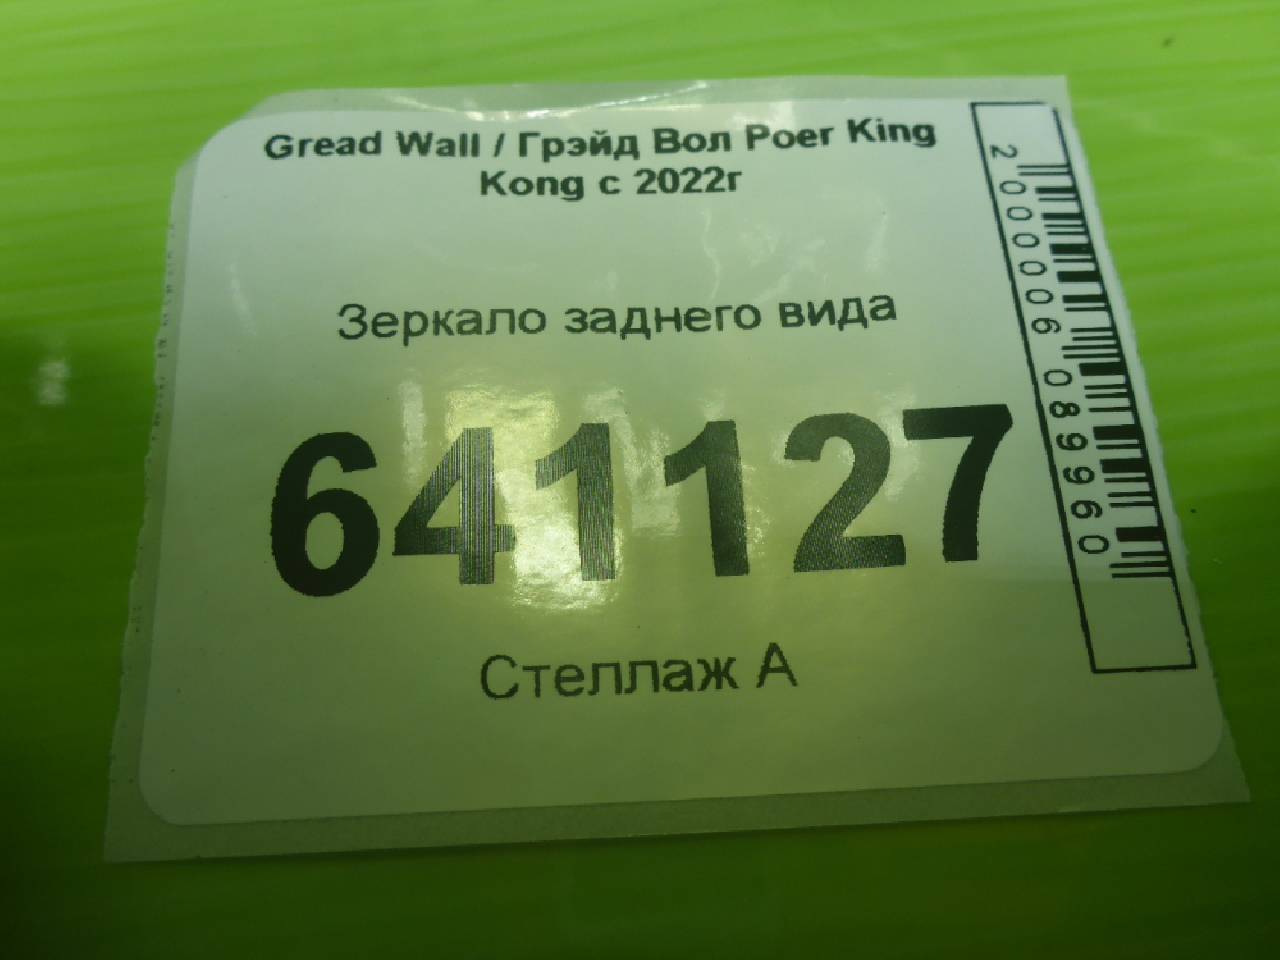 Gread Wall / Грэйд Вол Poer King
Kong с 2022г
Зеркало заднего вида
641127
Стеллаж А
2000006089960